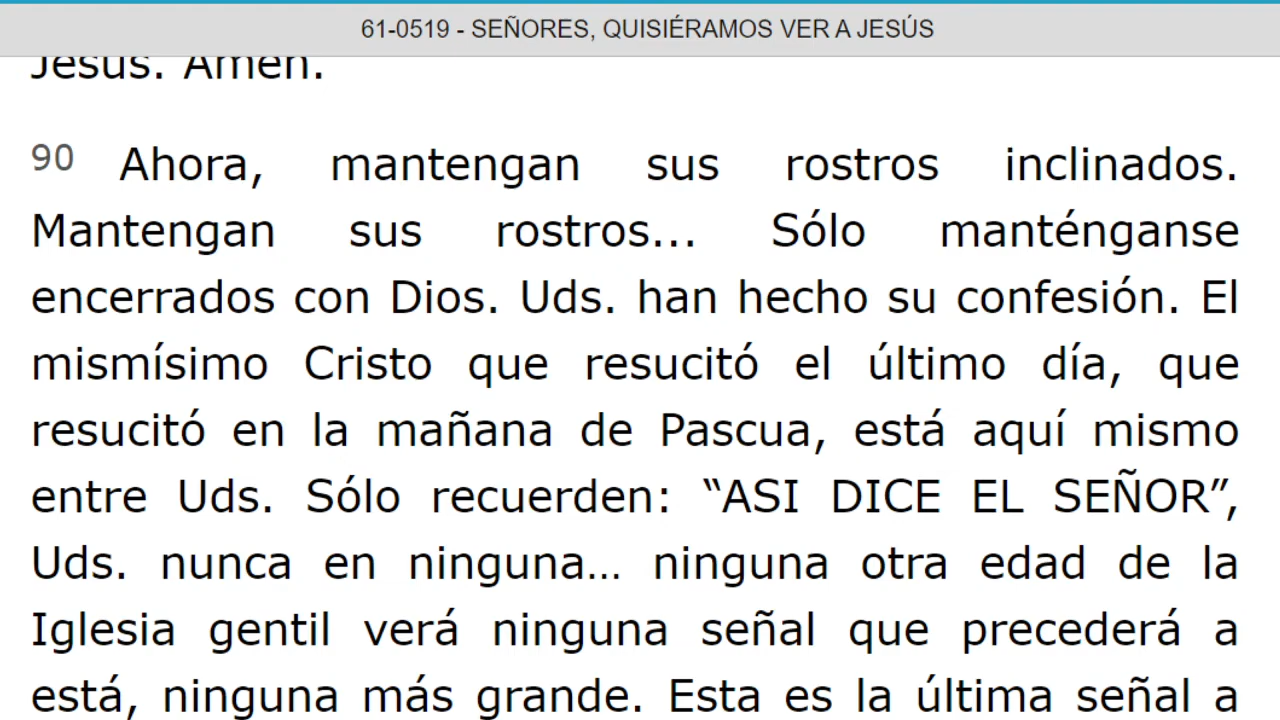 61-0519 - SEÑORES, QUISIÉRAMOS VER A JESÚS
Jesús. Amén.
90 Ahora, mantengan sus rostros inclinados.
Mantengan sus rostros... Sólo manténganse
encerrados con Dios. Uds. han hecho su confesión. El
mismísimo Cristo que resucitó el último día, que
resucitó en la mañana de Pascua, está aquí mismo
entre Uds. Sólo recuerden: “ASI DICE EL SEÑOR”,
Uds. nunca en ninguna… ninguna otra edad de la
Iglesia gentil verá ninguna señal que precederá a
está, ninguna más grande. Esta es la última señal a